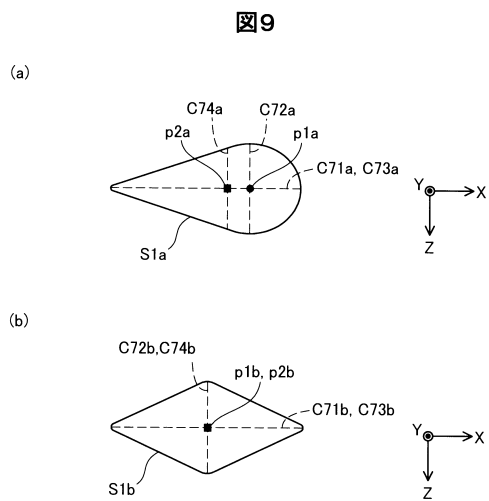 図9
(a)
C74a C72a
p2a p1a
C71a, C73a
Y X
S1a Z
(b)
C72b,C74b
p1b, p2b
C71b, C73b
Y X
S1b Z